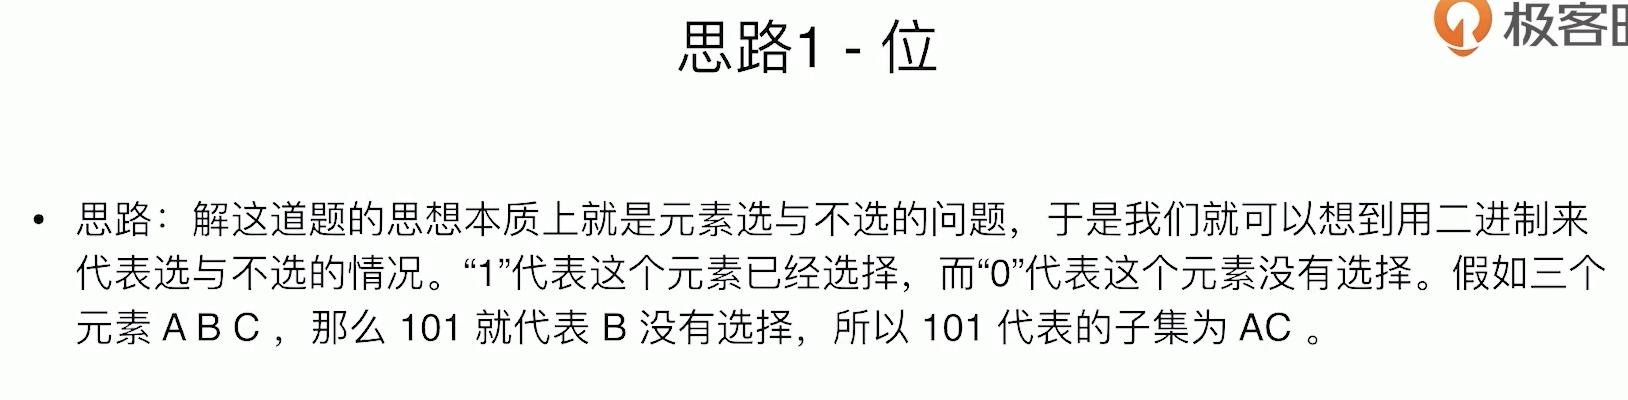 极客
思路1 - 位
• 思路：解这道题的思想本质上就是元素选与不选的问题，于是我们就可以想到用二进制来
代表选与不选的情况。“1”代表这个元素已经选择，而“0”代表这个元素没有选择。假如三个
元素 A B C ，那么 101 就代表 B 没有选择，所以 101 代表的子集为 AC 。